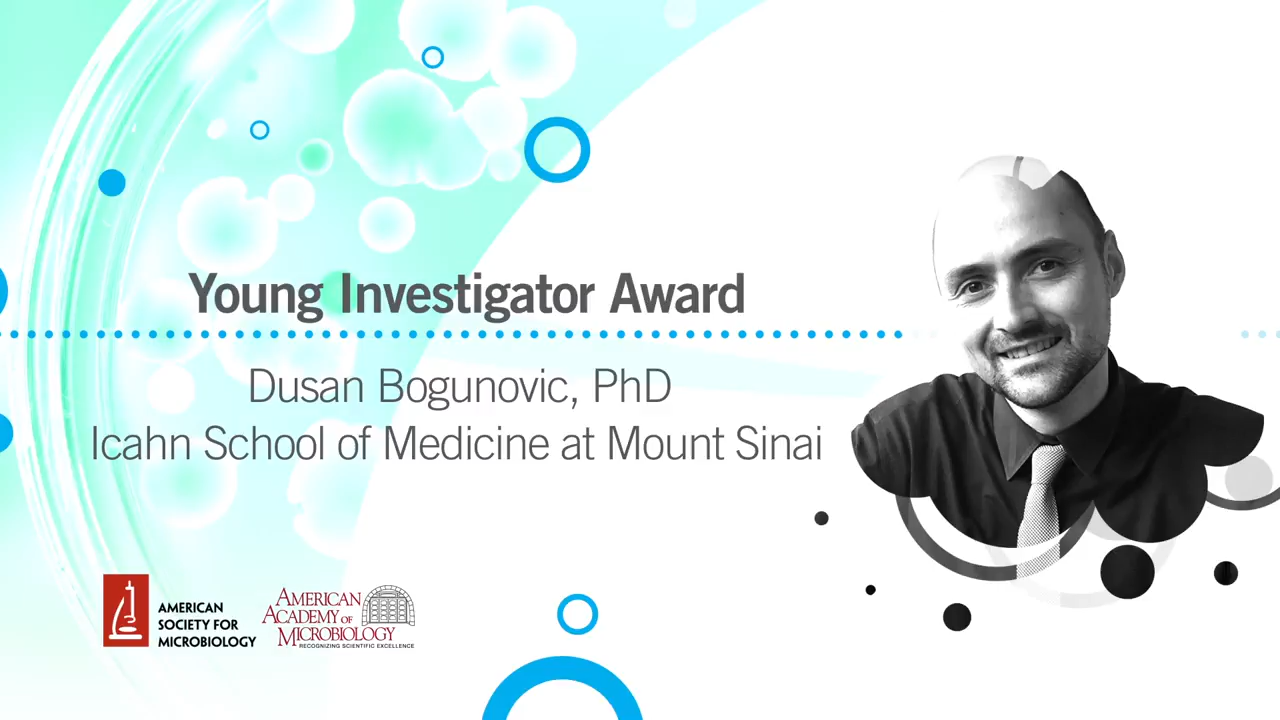 Young Investigator Award
Dusan Bogunovic, PhD
Icahn School of Medicine at Mount Sinai
AMERICAN
SOCIETY FOR
MICROBIOLOGY
AMERICAN
ACADEMY OF
MICROBIOLOGY
RECOGNIZING SCIENTIFIC EXCELLENCE